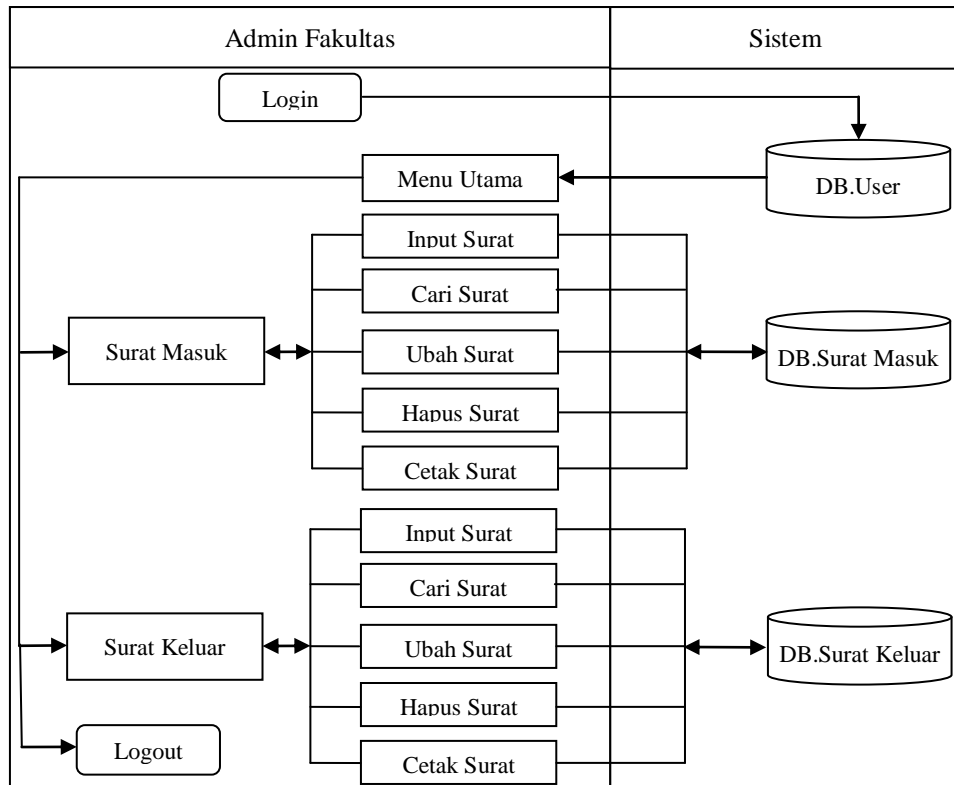 Admin Fakultas
Sistem
Login
Menu Utama
DB.User
Input Surat
Cari Surat
Surat Masuk
Ubah Surat
DB.Surat Masuk
Hapus Surat
Cetak Surat
Input Surat
Cari Surat
Surat Keluar
Ubah Surat
DB.Surat Keluar
Hapus Surat
Logout
Cetak Surat